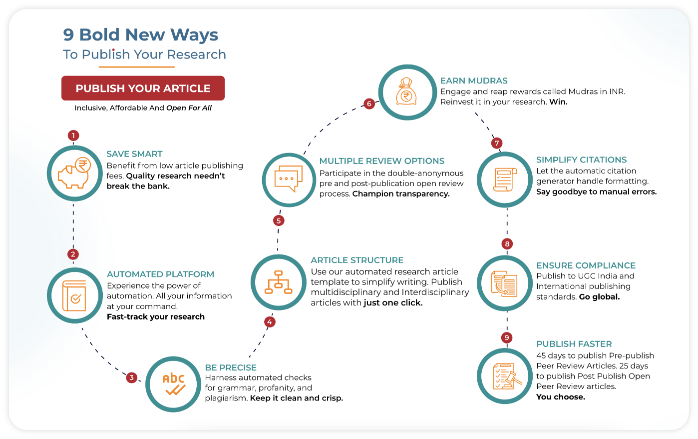 9 Bold New Ways
To Publish Your Research
PUBLISH YOUR ARTICLE
Inclusive, Affordable And Open For All
1
SAVE SMART
Benefit from low article publishing
fees. Quality research needn't
break the bank.
2
AUTOMATED PLATFORM
Experience the power of
automation. All your information
at your command.
Fast-track your research
3
BE PRECISE
Abc
Harness automated checks
for grammar, profanity, and
plagiarism. Keep it clean and crisp.
4
ARTICLE STRUCTURE
Use our automated research article
template to simplify writing. Publish
multidisciplinary and Interdisciplinary
articles with just one click.
5
MULTIPLE REVIEW OPTIONS
Participate in the double-anonymous
pre and post-publication open review
process. Champion transparency.
6
EARN MUDRAS
Engage and reap rewards called Mudras in INR.
Reinvest it in your research. Win.
7
SIMPLIFY CITATIONS
Let the automatic citation
generator handle formatting.
Say goodbye to manual errors.
8
ENSURE COMPLIANCE
Publish to UGC India and
International publishing
standards. Go global.
9
PUBLISH FASTER
45 days to publish Pre-publish
Peer Review Articles. 25 days
to publish Post Publish Open
Peer Review articles.
You choose.